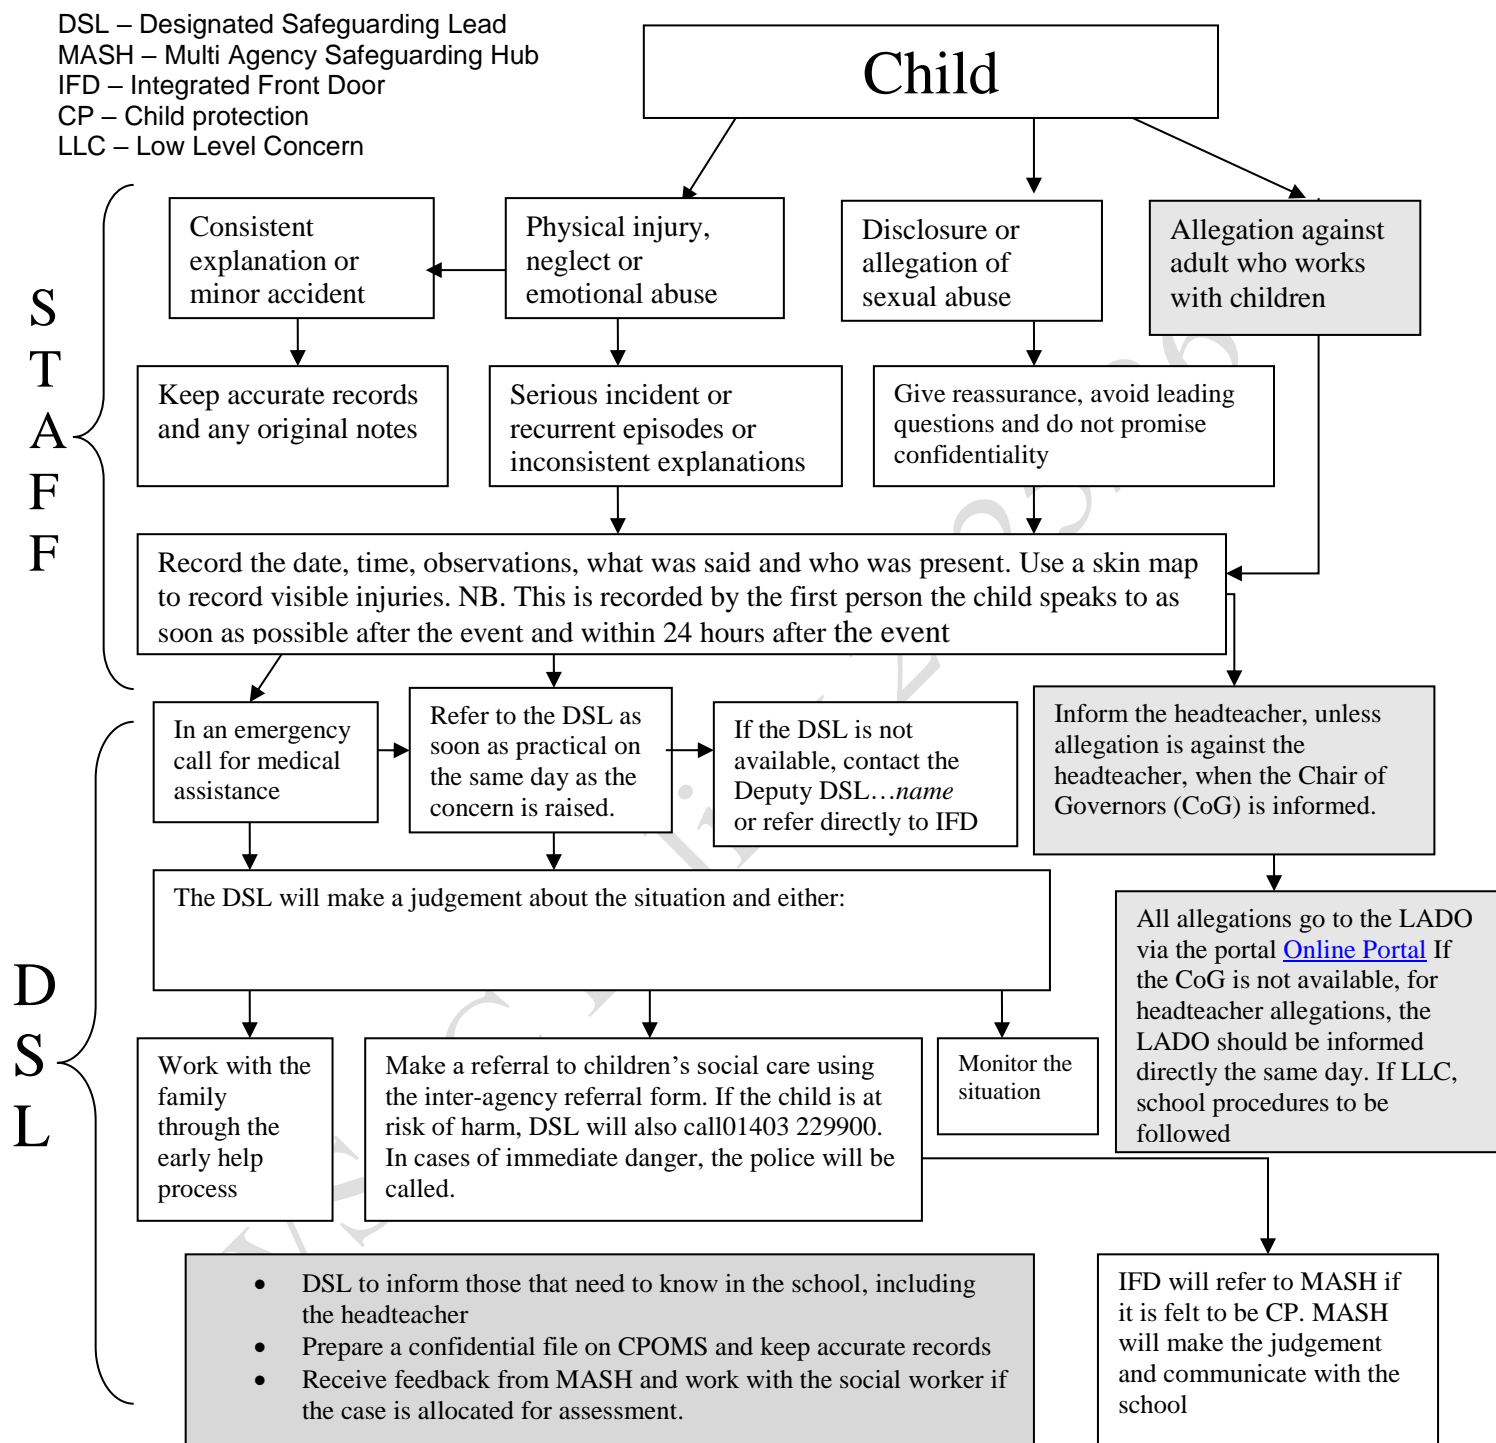 DSL – Designated Safeguarding Lead
MASH – Multi Agency Safeguarding Hub
IFD – Integrated Front Door
CP – Child protection
LLC – Low Level Concern
Child
S
T
A
F
F
Consistent
explanation or
minor accident
Physical injury,
neglect or
emotional abuse
Disclosure or
allegation of
sexual abuse
Allegation against
adult who works
with children
Keep accurate records
and any original notes
Serious incident or
recurrent episodes or
inconsistent explanations
Give reassurance, avoid leading
questions and do not promise
confidentiality
Record the date, time, observations, what was said and who was present. Use a skin map
to record visible injuries. NB. This is recorded by the first person the child speaks to as
soon as possible after the event and within 24 hours after the event
D
S
L
In an emergency
call for medical
assistance
Refer to the DSL as
soon as practical on
the same day as the
concern is raised.
If the DSL is not
available, contact the
Deputy DSL…name
or refer directly to IFD
Inform the headteacher, unless
allegation is against the
headteacher, when the Chair of
Governors (CoG) is informed.
The DSL will make a judgement about the situation and either:
All allegations go to the LADO
via the portal Online Portal If
the CoG is not available, for
headteacher allegations, the
LADO should be informed
directly the same day. If LLC,
school procedures to be
followed
Work with the
family
through the
early help
process
Make a referral to children’s social care using
the inter-agency referral form. If the child is at
risk of harm, DSL will also call01403 229900.
In cases of immediate danger, the police will be
called.
Monitor the
situation
• DSL to inform those that need to know in the school, including
the headteacher
• Prepare a confidential file on CPOMS and keep accurate records
• Receive feedback from MASH and work with the social worker if
the case is allocated for assessment.
IFD will refer to MASH if
it is felt to be CP. MASH
will make the judgement
and communicate with the
school